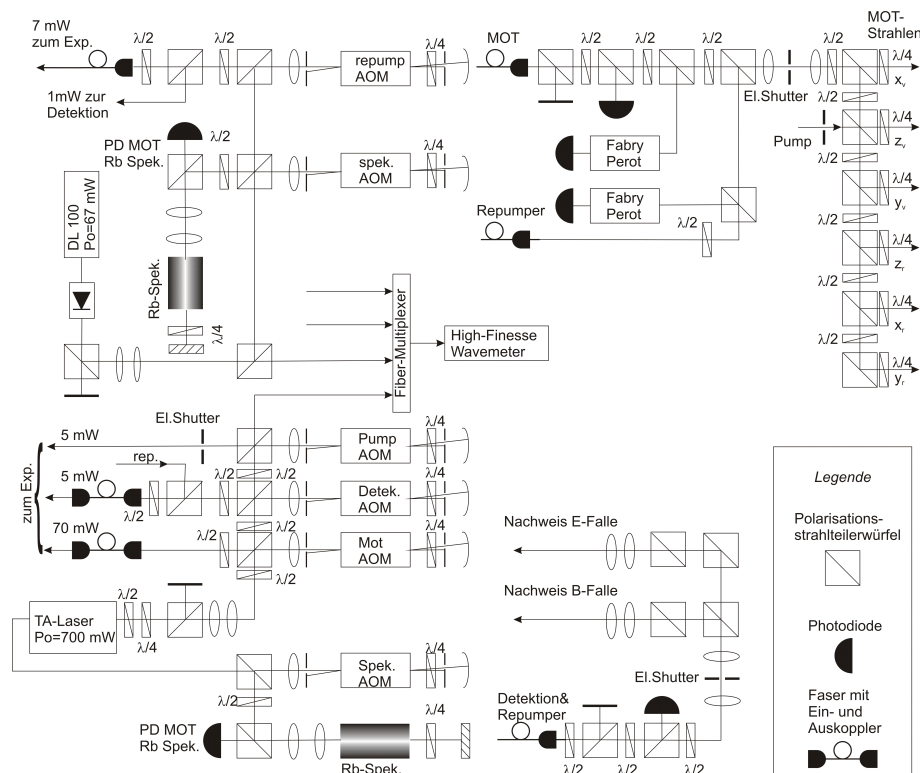 7 mW
zum Exp.
λ/2
λ/2
repump
AOM
λ/4
1mW zur
Detektion
PD MOT
Rb Spek.
λ/2
λ/2
spek.
AOM
λ/4
DL 100
Po=67 mW
Rb-Spek.
λ/4
Fiber-Multiplexer
High-Finesse
Wavemeter
MOT
λ/2
λ/2
λ/2
El.Shutter
λ/2
MOT-
Strahlen
λ/4
xᵥ
λ/2
Pump
λ/4
zᵥ
λ/2
λ/4
yᵥ
λ/2
λ/4
zᵣ
λ/2
λ/4
xᵣ
λ/2
λ/4
yᵣ
Fabry
Perot
Fabry
Perot
Repumper
λ/2
El.Shutter
zum Exp.
5 mW
Pump
AOM
λ/4
rep.
5 mW
λ/2
λ/2
λ/2
Detek.
AOM
λ/4
70 mW
λ/2
λ/2
Mot
AOM
λ/4
λ/2
TA-Laser
Po=700 mW
λ/2
λ/4
Spek.
AOM
λ/4
λ/2
PD MOT
Rb Spek.
Rb-Spek.
λ/4
Nachweis E-Falle
Nachweis B-Falle
El.Shutter
Detektion&
Repumper
λ/2
λ/2
λ/2
Legende
Polarisations-
strahlteilerwürfel
Photodiode
Faser mit
Ein- und
Auskoppler